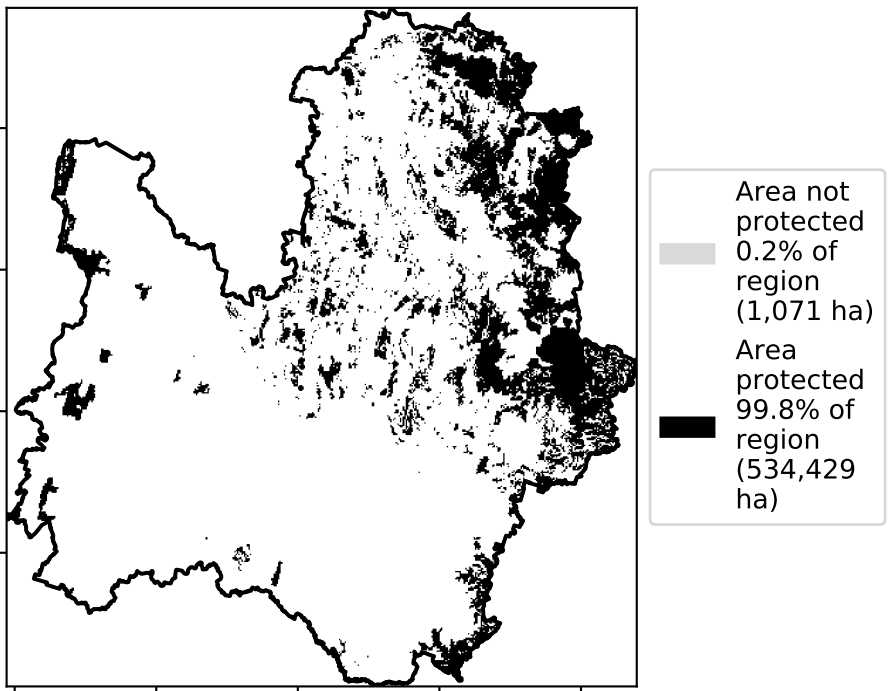 Area not
protected
0.2% of
region
(1,071 ha)
Area
protected
99.8% of
region
(534,429
ha)